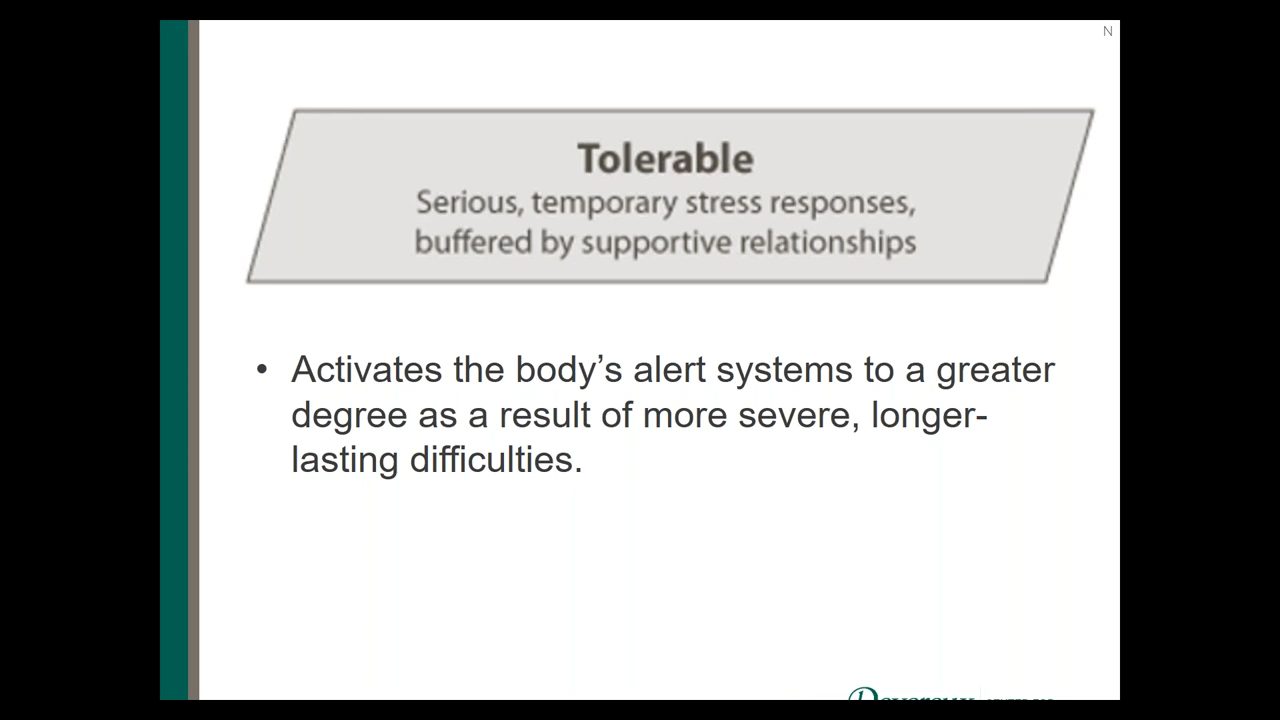 N
Tolerable
Serious, temporary stress responses,
buffered by supportive relationships
• Activates the body’s alert systems to a greater
degree as a result of more severe, longer-
lasting difficulties.